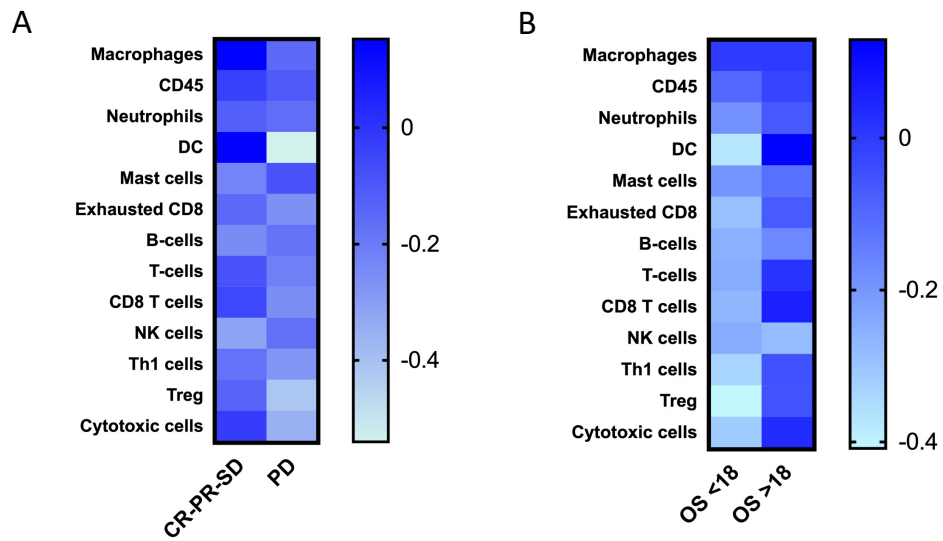 A
Macrophages
CD45
Neutrophils
DC
Mast cells
Exhausted CD8
B-cells
T-cells
CD8 T cells
NK cells
Th1 cells
Treg
Cytotoxic cells
CR-PR-SD
PD
0
-0.2
-0.4
B
Macrophages
CD45
Neutrophils
DC
Mast cells
Exhausted CD8
B-cells
T-cells
CD8 T cells
NK cells
Th1 cells
Treg
Cytotoxic cells
OS <18
OS >18
0
-0.2
-0.4